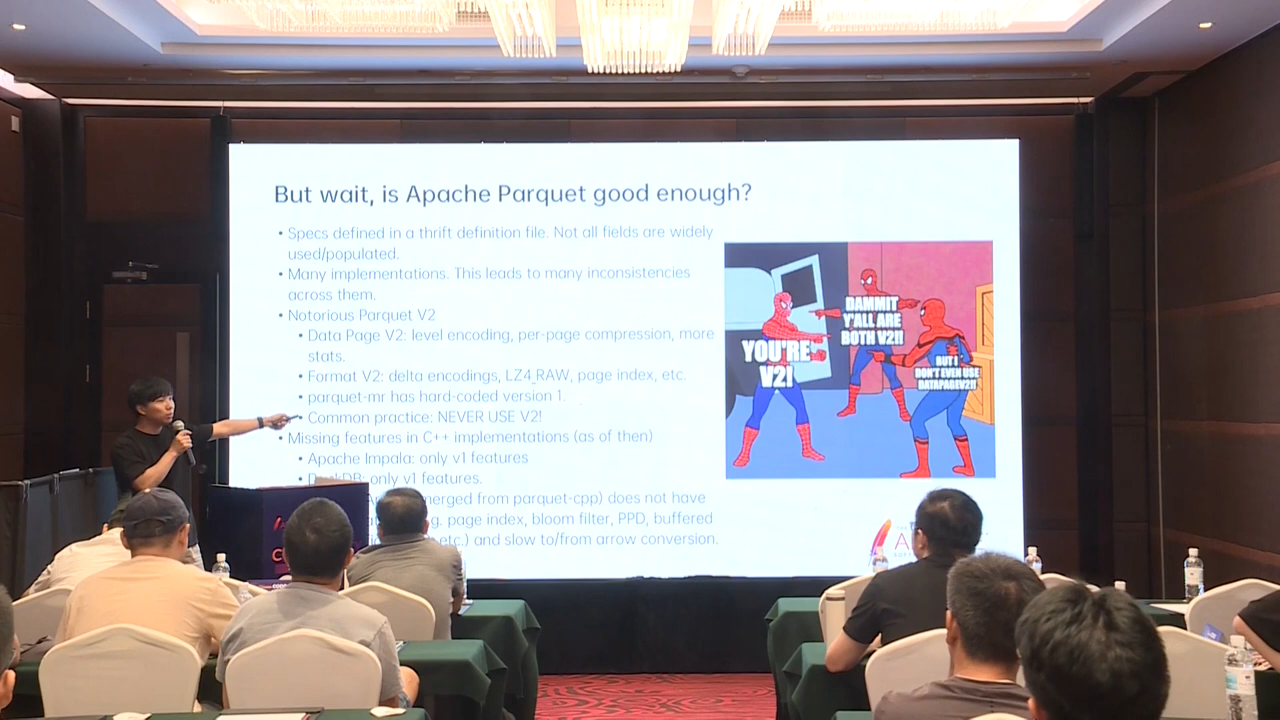 But wait, is Apache Parquet good enough?
• Specs defined in a thrift definition file. Not all fields are widely
used/populated.
• Many implementations. This leads to many inconsistencies
across them.
• Notorious Parquet V2
• Data Page V2: level encoding, per-page compression, more
stats.
• Format V2: delta encodings, LZ4_RAW, page index, etc.
• parquet-mr has hard-coded version 1.
• Common practice: NEVER USE V2!
• Missing features in C++ implementations (as of then)
• Apache Impala: only v1 features
only v1 features.
merged from parquet-cpp) does not have
page index, bloom filter, PPD, buffered
etc.) and slow to/from arrow conversion.
YOU'RE
V2!
DAMMIT
Y'ALL ARE
BOTH V2!!
BUT I
DON'T EVEN USE
DATAPAGEV2!!